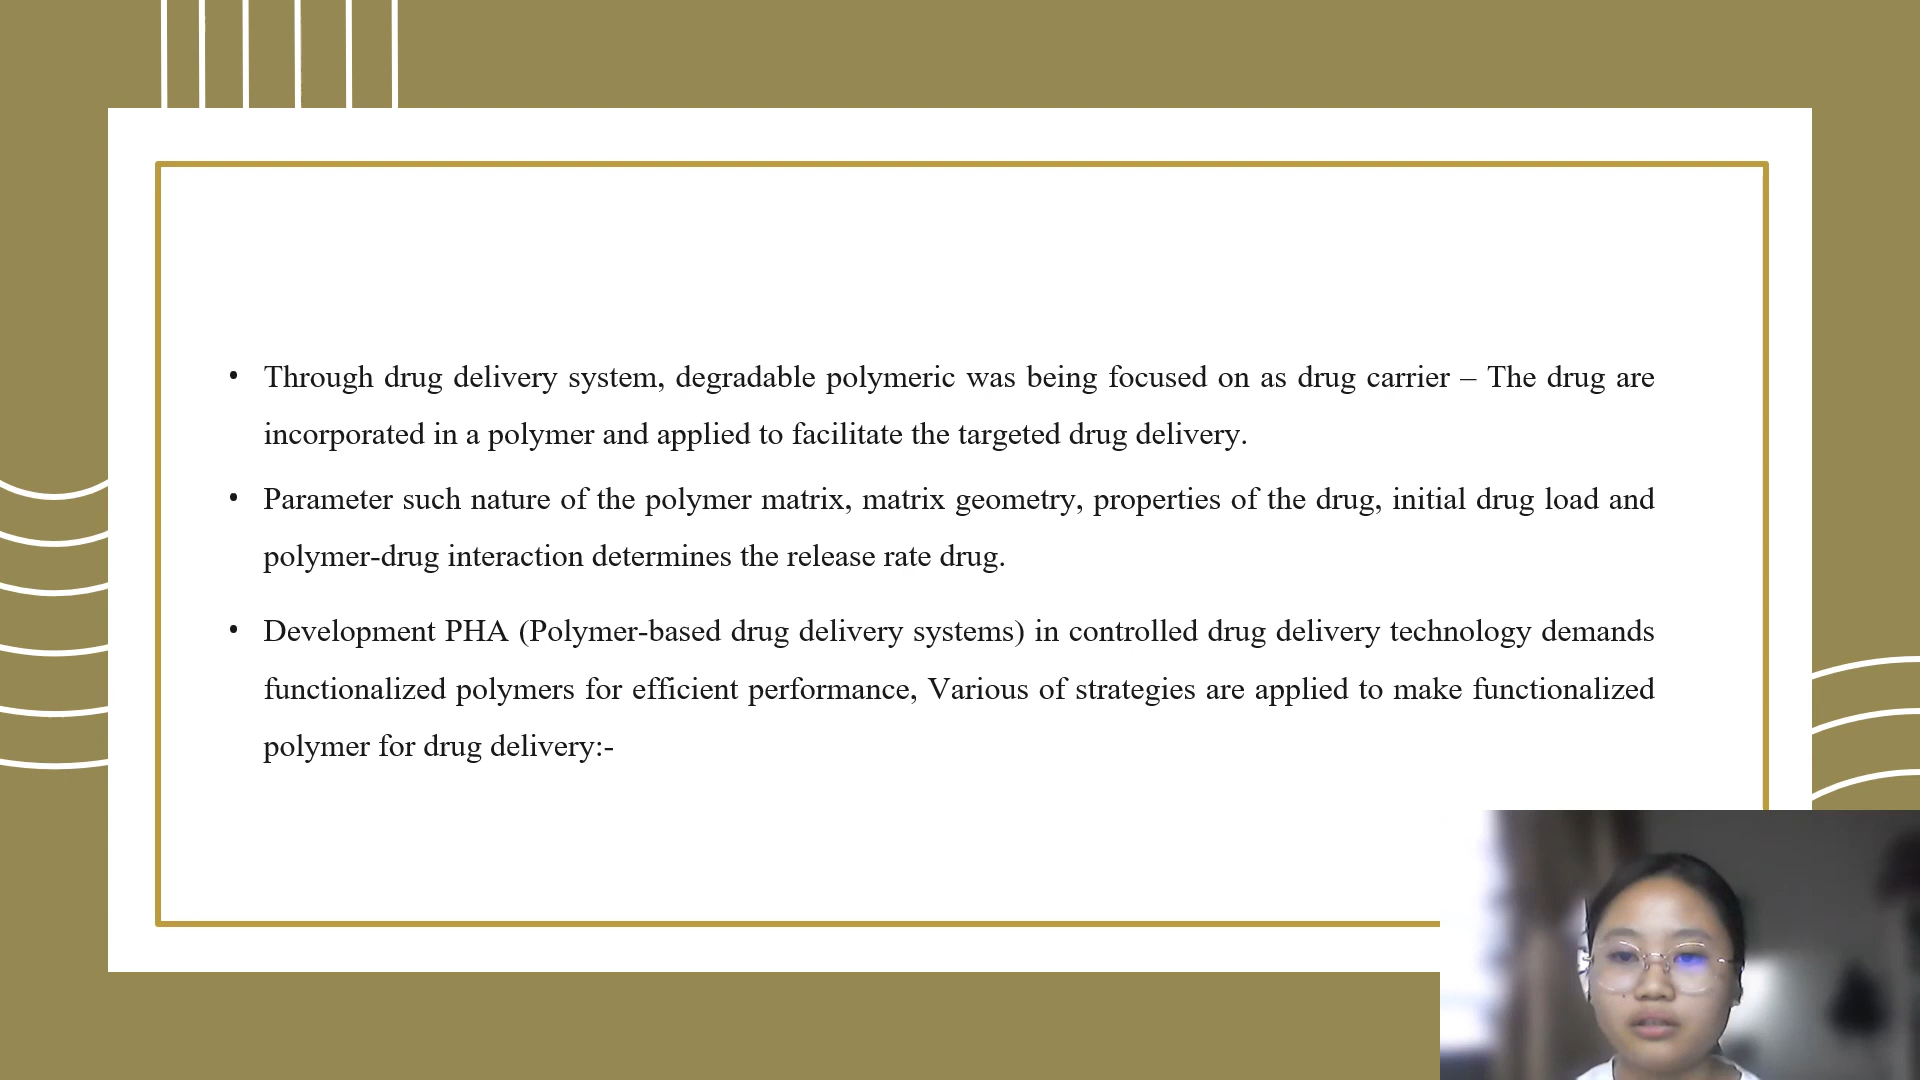 • Through drug delivery system, degradable polymeric was being focused on as drug carrier – The drug are
incorporated in a polymer and applied to facilitate the targeted drug delivery.
• Parameter such nature of the polymer matrix, matrix geometry, properties of the drug, initial drug load and
polymer-drug interaction determines the release rate drug.
• Development PHA (Polymer-based drug delivery systems) in controlled drug delivery technology demands
functionalized polymers for efficient performance, Various of strategies are applied to make functionalized
polymer for drug delivery:-